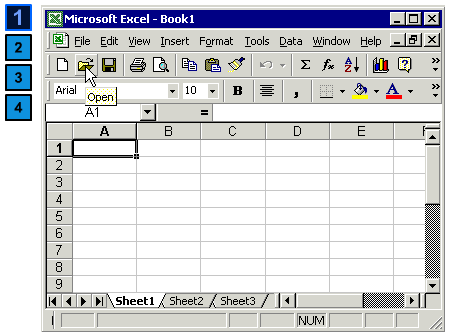 1
2
3
4
Microsoft Excel - Book1
File Edit View Insert Format Tools Data Window Help
Arial 10 B , A
Open
A1 =
A B C D E F
1
2
3
4
5
6
7
8
9
Sheet1 Sheet2 Sheet3
NUM